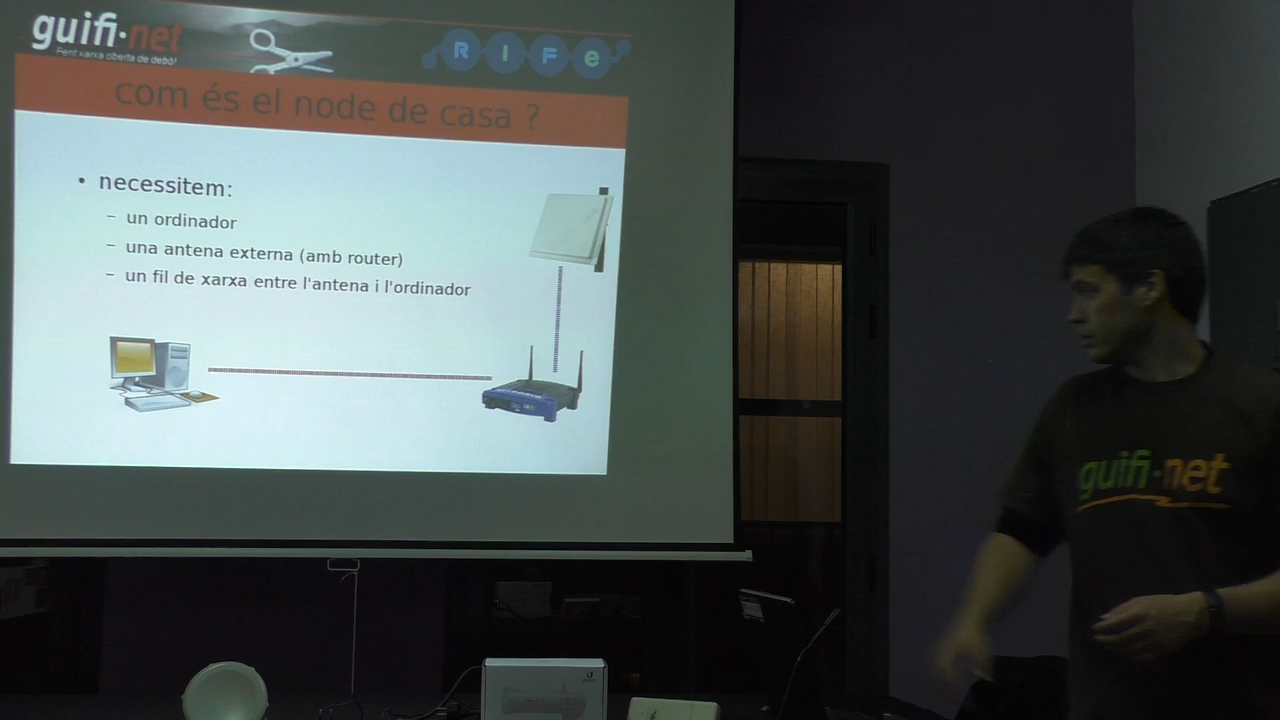 guifi·net
Fent xarxa oberta de debò!
R I F e
com és el node de casa ?
• necessitem:
– un ordinador
– una antena externa (amb router)
– un fil de xarxa entre l'antena i l'ordinador
guifi·net